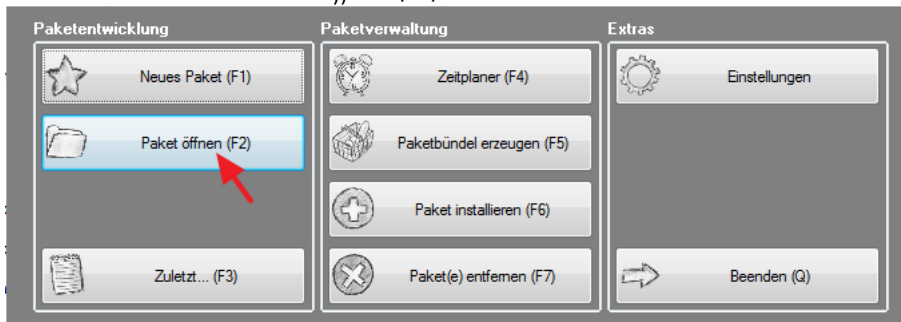 Paketentwicklung
Neues Paket (F1)
Paket öffnen (F2)
Zuletzt... (F3)
Paketverwaltung
Zeitplaner (F4)
Paketbündel erzeugen (F5)
Paket installieren (F6)
Paket(e) entfernen (F7)
Extras
Einstellungen
Beenden (Q)